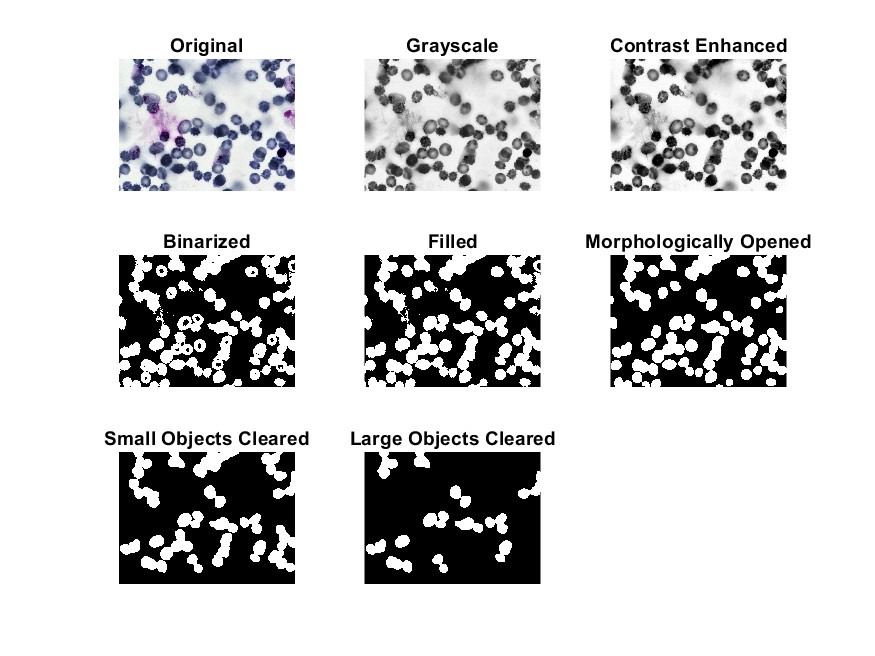 Original
Grayscale
Contrast Enhanced
Binarized
Filled
Morphologically Opened
Small Objects Cleared
Large Objects Cleared